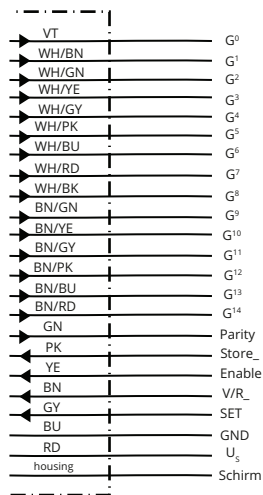 VT G⁰
WH/BN G¹
WH/GN G²
WH/YE G³
WH/GY G⁴
WH/PK G⁵
WH/BU G⁶
WH/RD G⁷
WH/BK G⁸
BN/GN G⁹
BN/YE G¹⁰
BN/GY G¹¹
BN/PK G¹²
BN/BU G¹³
BN/RD G¹⁴
GN Parity
PK Store_
YE Enable
BN V/R_
GY SET
BU GND
RD Uₛ
housing Schirm